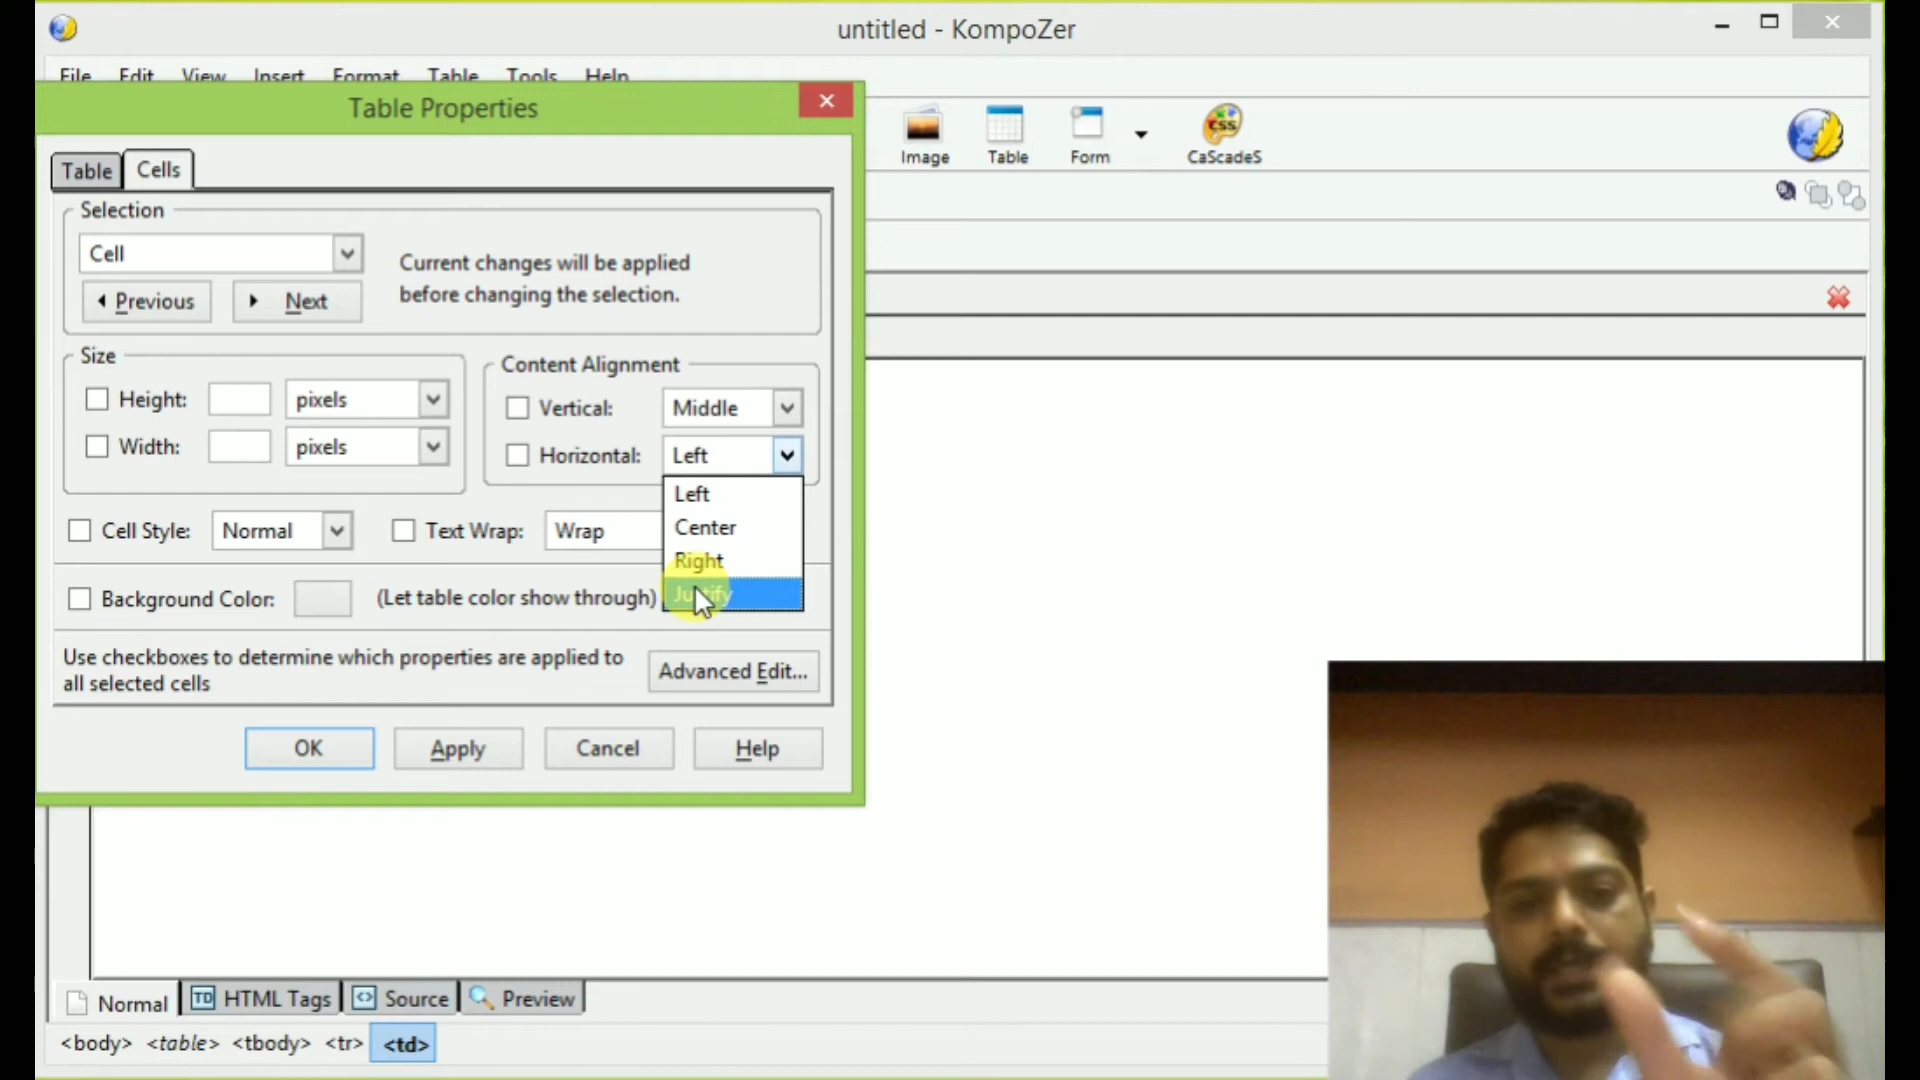 untitled - KompoZer
File Edit View Insert Format Table Tools Help
Table Properties
Image Table Form CaScadeS
CSS
Table Cells
Selection
Cell
Previous Next
Current changes will be applied
before changing the selection.
Size
Height: pixels
Width: pixels
Content Alignment
Vertical: Middle
Horizontal: Left
Left
Center
Right
Justify
Cell Style: Normal Text Wrap: Wrap
Background Color: (Let table color show through)
Use checkboxes to determine which properties are applied to
all selected cells
Advanced Edit...
OK Apply Cancel Help
Normal TD HTML Tags Source Preview
<body> <table> <tbody> <tr> <td>